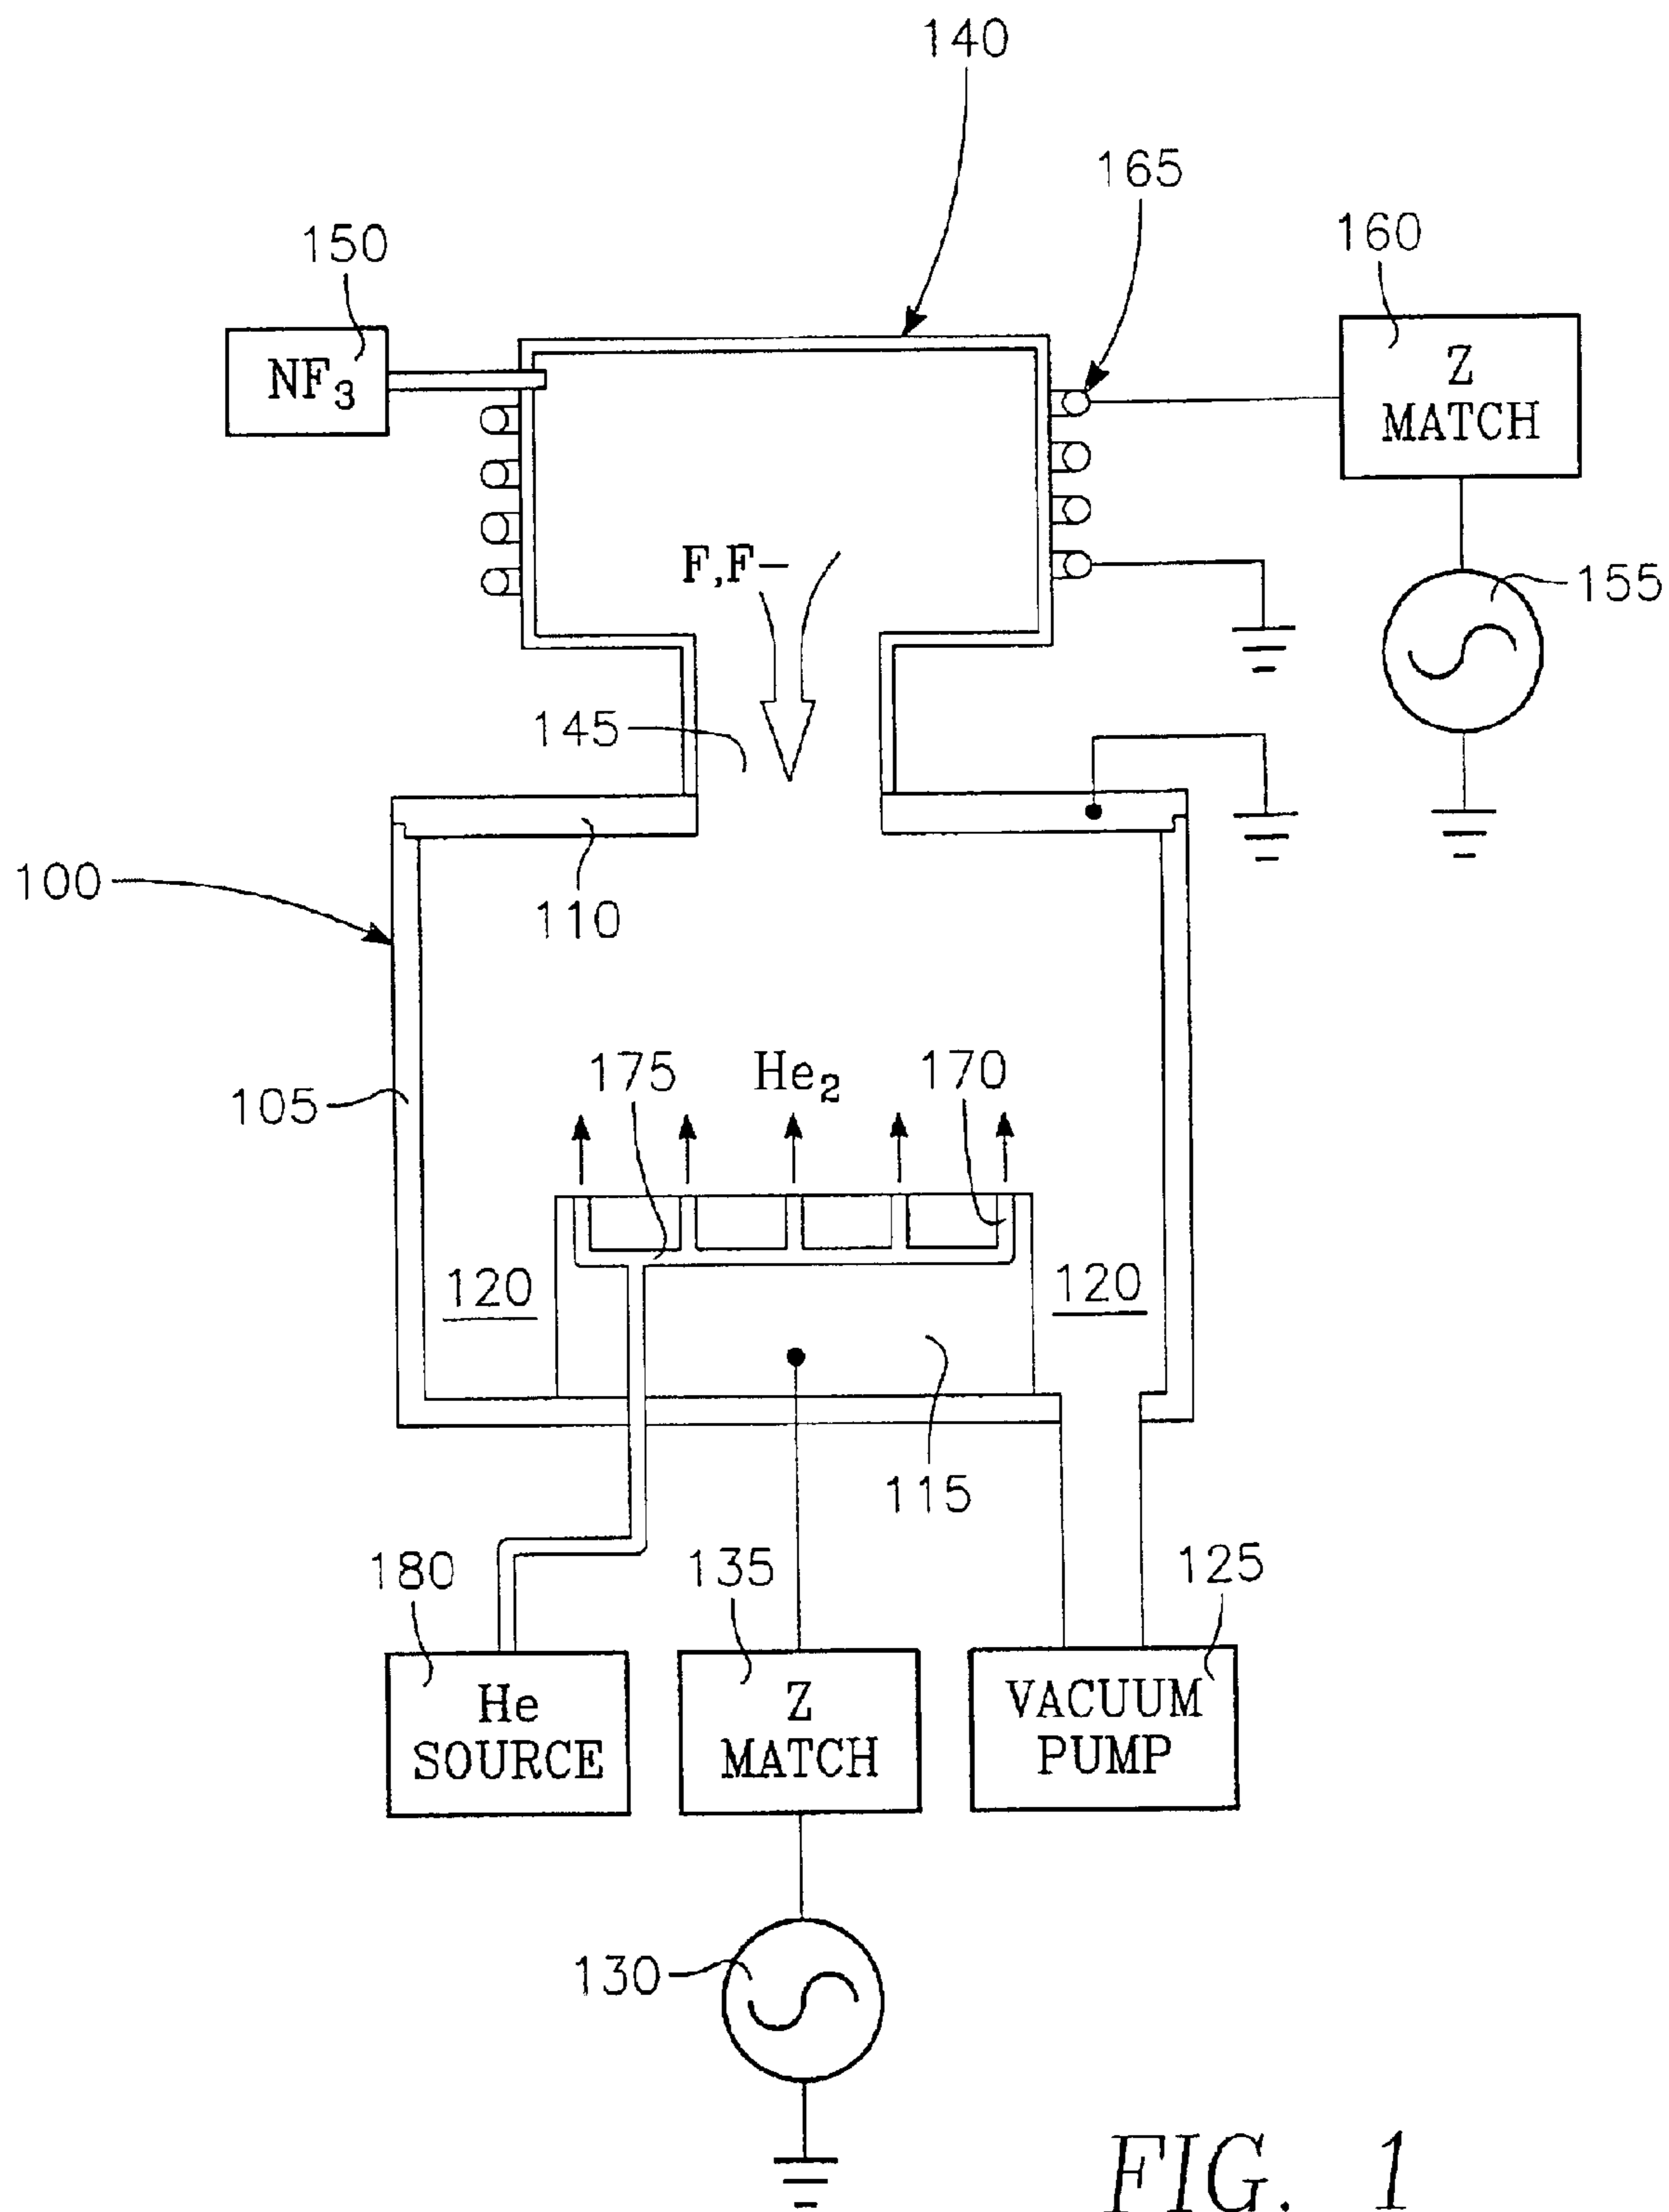 140
165
160
150
NF₃
Z
MATCH
F,F-
155
145
100
110
175
He₂
170
105
120
120
115
180
135
125
He
SOURCE
Z
MATCH
VACUUM
PUMP
130
FIG. 1